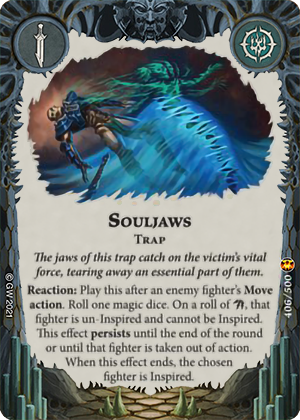 SOULJAWS
TRAP
The jaws of this trap catch on the victim's vital
force, tearing away an essential part of them.
Reaction: Play this after an enemy fighter's Move
action. Roll one magic dice. On a roll of , that
fighter is un-Inspired and cannot be Inspired.
This effect persists until the end of the round
or until that fighter is taken out of action.
When this effect ends, the chosen
fighter is Inspired.
© GW 2021
406/500